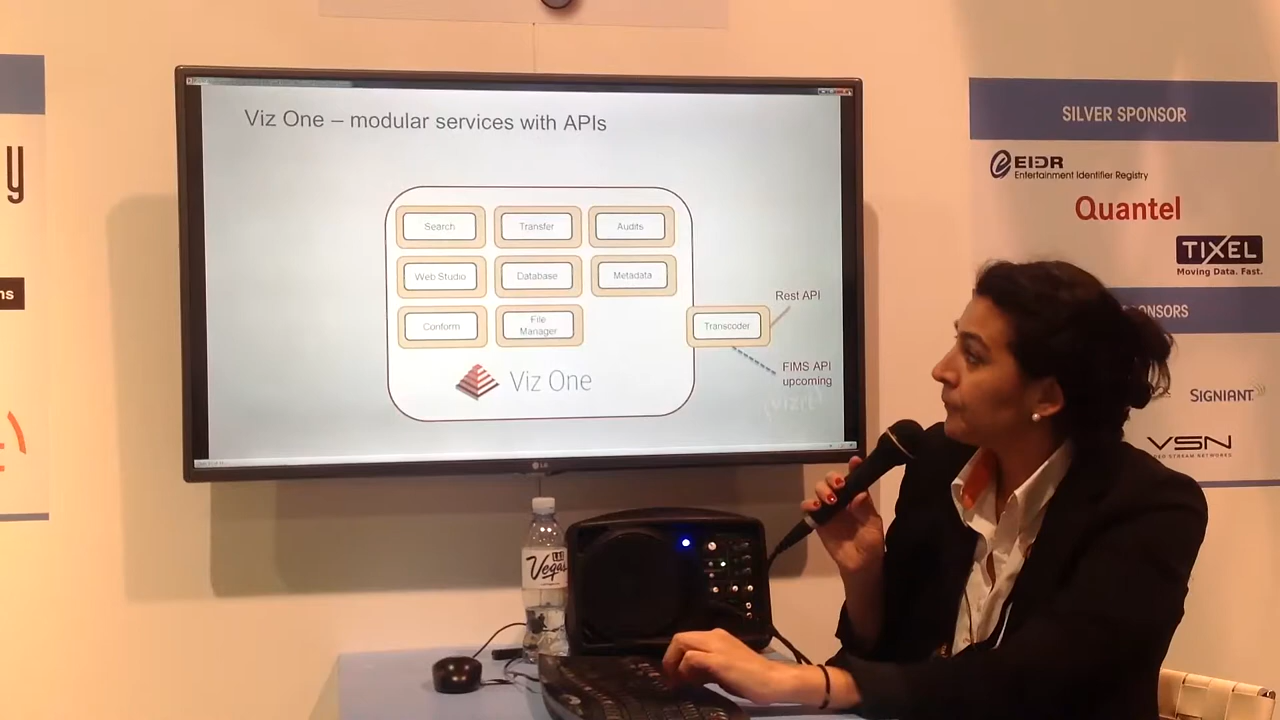 Viz One – modular services with APIs
Search
Transfer
Audits
Web Studio
Database
Metadata
Conform
File
Manager
Transcoder
Rest API
FIMS API
upcoming
Viz One
(vizrt)
LG
SILVER SPONSOR
EIDR
Entertainment Identifier Registry
Quantel
TIXEL
Moving Data. Fast.
SIGNIANT
VSN
Vegas
y
ns